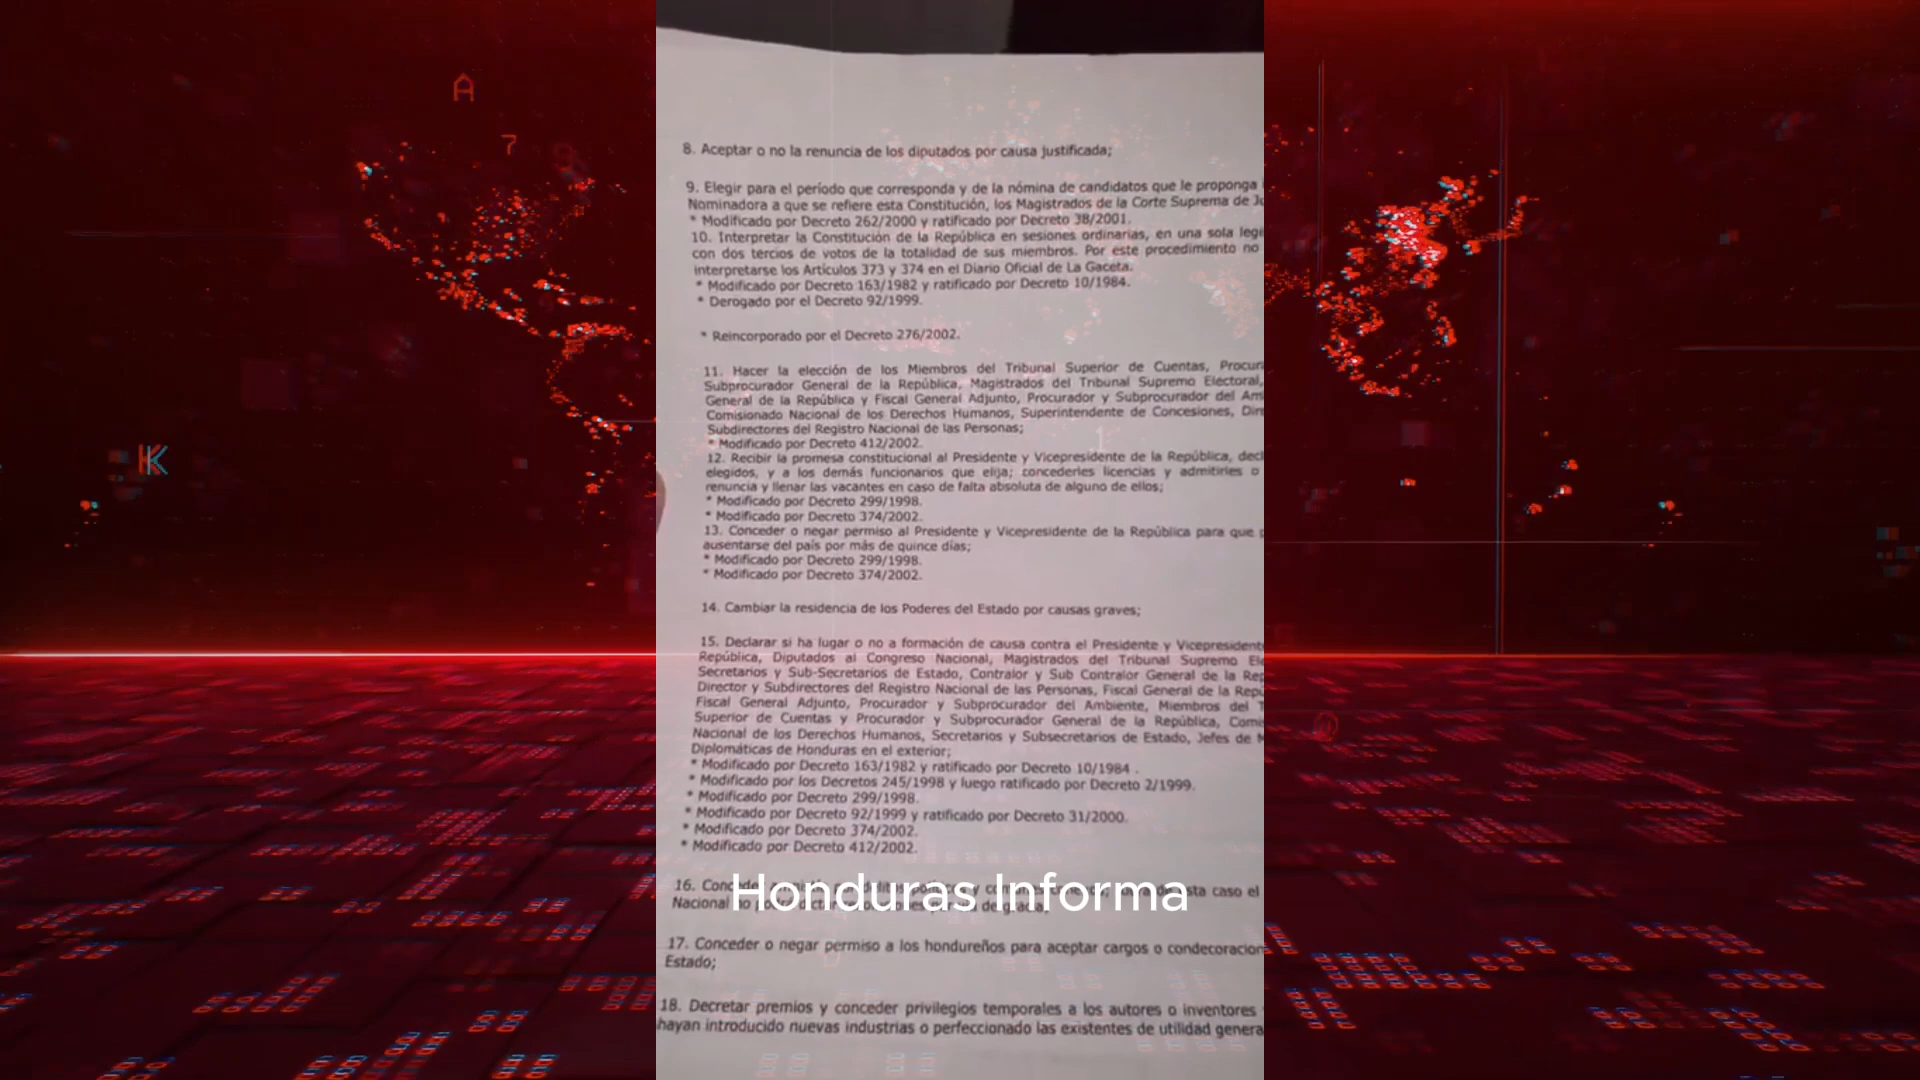 A
7
9
K
8. Aceptar o no la renuncia de los diputados por causa justificada;
9. Elegir para el período que corresponda y de la nómina de candidatos que le proponga
Nominadora a que se refiere esta Constitución, los Magistrados de la Corte Suprema de
* Modificado por Decreto 262/2000 y ratificado por Decreto 38/2001.
10. Interpretar la Constitución de la República en sesiones ordinarias, en una sola
con dos tercios de votos de la totalidad de sus miembros. Por este procedimiento no
interpretarse los Artículos 373 y 374 en el Diario Oficial de La Gaceta.
* Modificado por Decreto 163/1982 y ratificado por Decreto 10/1984.
* Derogado por el Decreto 92/1999.
* Reincorporado por el Decreto 276/2002.
11. Hacer la elección de los Miembros del Tribunal Superior de Cuentas,
Subprocurador General de la República, Magistrados del Tribunal Supremo Electoral,
General de la República y Fiscal General Adjunto, Procurador y Subprocurador del
Comisionado Nacional de los Derechos Humanos, Superintendente de Concesiones,
Subdirectores del Registro Nacional de las Personas;
* Modificado por Decreto 412/2002.
12. Recibir la promesa constitucional al Presidente y Vicepresidente de la República,
elegidos, y a los demás funcionarios que elija; concederles licencias y admitirles o
renuncia y llenar las vacantes en caso de falta absoluta de alguno de ellos;
* Modificado por Decreto 299/1998.
* Modificado por Decreto 374/2002.
13. Conceder o negar permiso al Presidente y Vicepresidente de la República para que
ausentarse del país por más de quince días;
* Modificado por Decreto 299/1998.
* Modificado por Decreto 374/2002.
14. Cambiar la residencia de los Poderes del Estado por causas graves;
15. Declarar si ha lugar o no a formación de causa contra el Presidente y Vicepresidente
República, Diputados al Congreso Nacional, Magistrados del Tribunal Supremo
Secretarios y Sub-Secretarios de Estado, Contralor y Sub Contralor General de la
Director y Subdirectores del Registro Nacional de las Personas, Fiscal General de la
Fiscal General Adjunto, Procurador y Subprocurador del Ambiente, Miembros del
Superior de Cuentas y Procurador y Subprocurador General de la República,
Nacional de los Derechos Humanos, Secretarios y Subsecretarios de Estado, Jefes de
Diplomáticas de Honduras en el exterior;
* Modificado por Decreto 163/1982 y ratificado por Decreto 10/1984 .
* Modificado por los Decretos 245/1998 y luego ratificado por Decreto 2/1999.
* Modificado por Decreto 299/1998.
* Modificado por Decreto 92/1999 y ratificado por Decreto 31/2000.
* Modificado por Decreto 374/2002.
* Modificado por Decreto 412/2002.
16. caso el
Nacional no
Honduras Informa
17. Conceder o negar permiso a los hondureños para aceptar cargos o
Estado;
18. Decretar premios y conceder privilegios temporales a los autores o inventores
hayan introducido nuevas industrias o perfeccionado las existentes de utilidad